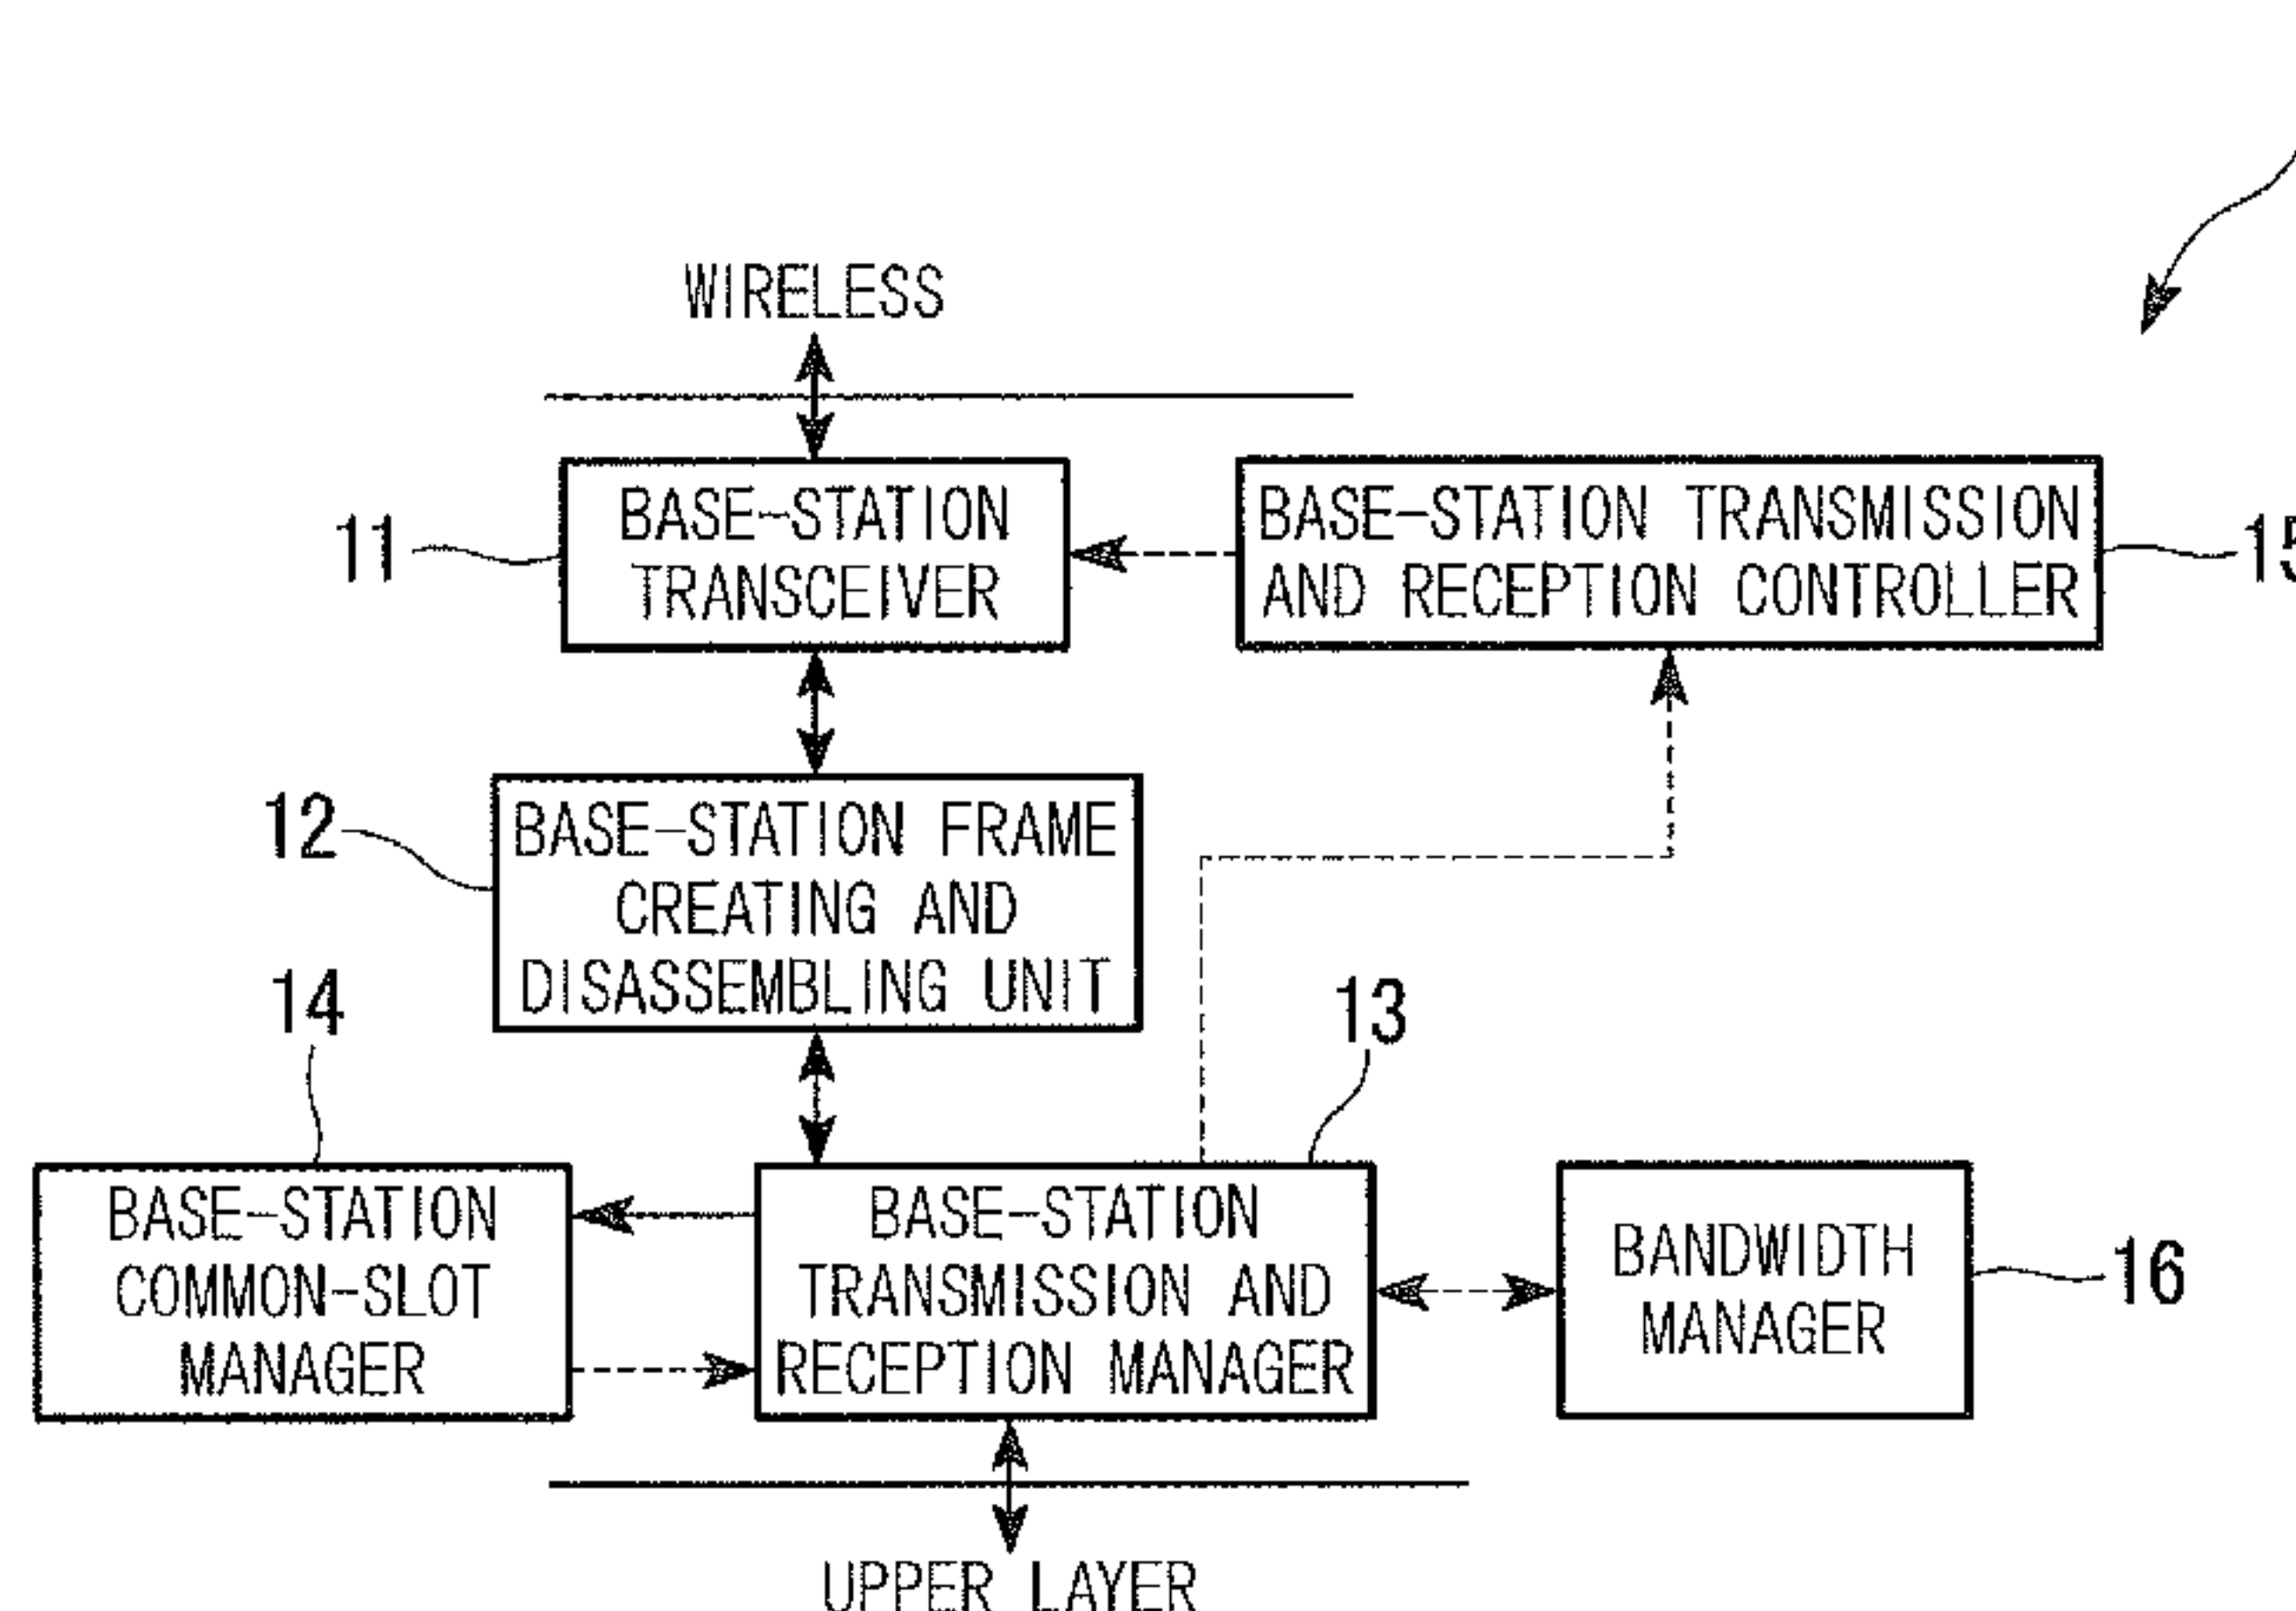 WIRELESS
11
BASE-STATION
TRANSCEIVER
BASE-STATION TRANSMISSION
AND RECEPTION CONTROLLER
15
12
BASE-STATION FRAME
CREATING AND
DISASSEMBLING UNIT
14
13
BASE-STATION
COMMON-SLOT
MANAGER
BASE-STATION
TRANSMISSION AND
RECEPTION MANAGER
BANDWIDTH
MANAGER
16
UPPER LAYER